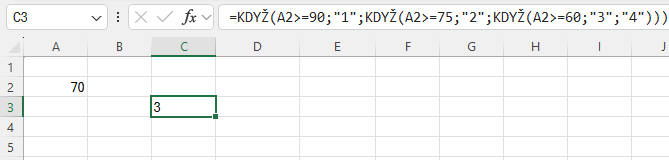 C3 fx =KDYŽ(A2>=90;"1";KDYŽ(A2>=75;"2";KDYŽ(A2>=60;"3";"4")))
A B C D E F G H I J
1
2 70
3 3
4
5